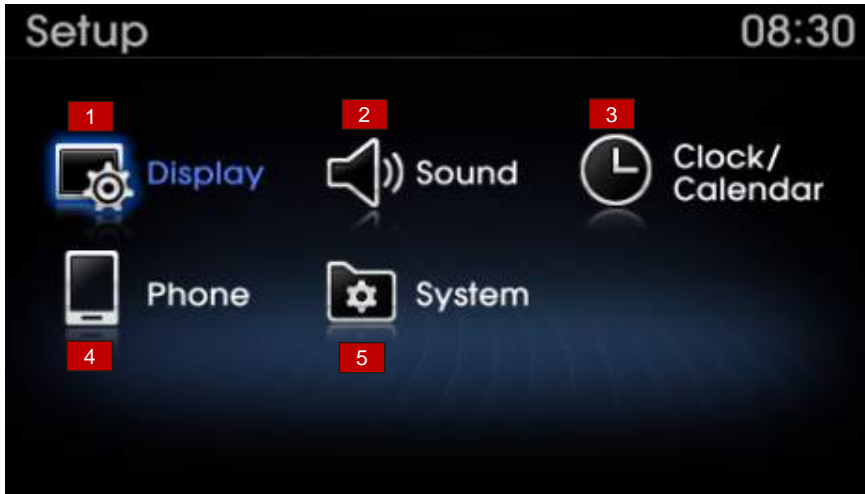 Setup 08:30
1 2 3
Display Sound Clock/
Calendar
Phone System
4 5